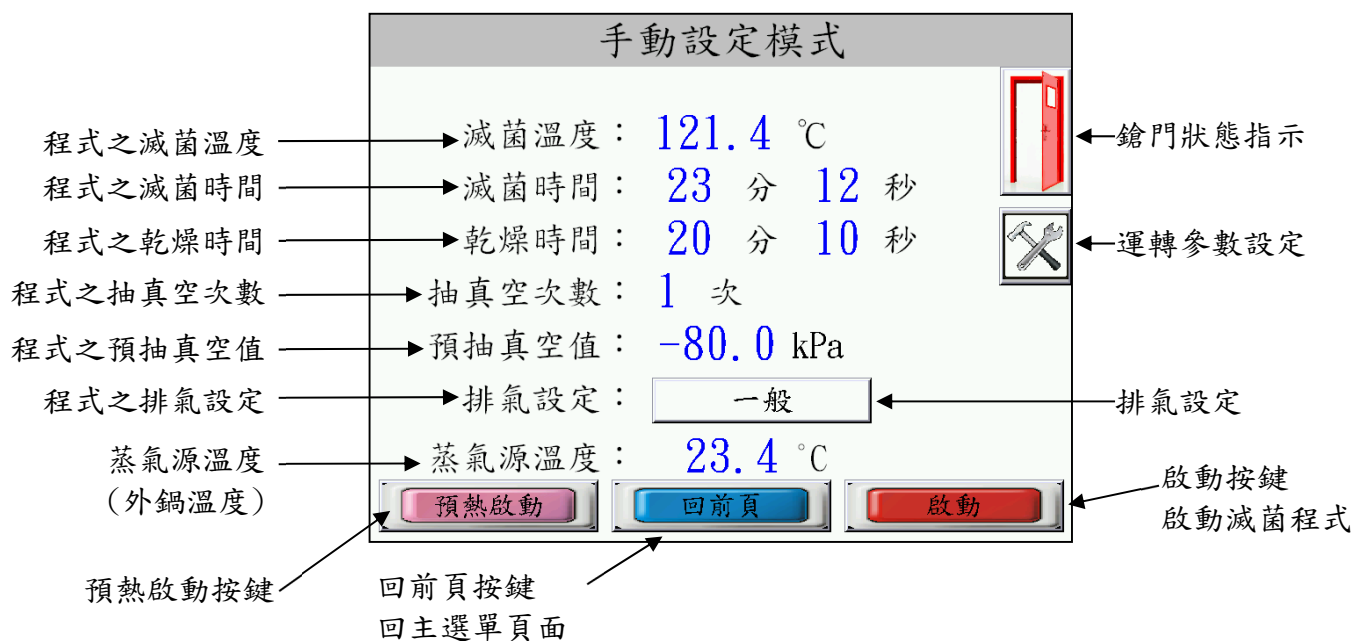 手動設定模式
程式之滅菌溫度 滅菌溫度： 121.4 ℃ 鎗門狀態指示
程式之滅菌時間 滅菌時間： 23 分 12 秒
程式之乾燥時間 乾燥時間： 20 分 10 秒 運轉參數設定
程式之抽真空次數 抽真空次數： 1 次
程式之預抽真空值 預抽真空值： -80.0 kPa
程式之排氣設定 排氣設定： 一般 排氣設定
蒸氣源溫度 蒸氣源溫度： 23.4 ℃
（外鍋溫度）
預熱啟動 回前頁 啟動
啟動按鍵
啟動滅菌程式
預熱啟動按鍵
回前頁按鍵
回主選單頁面